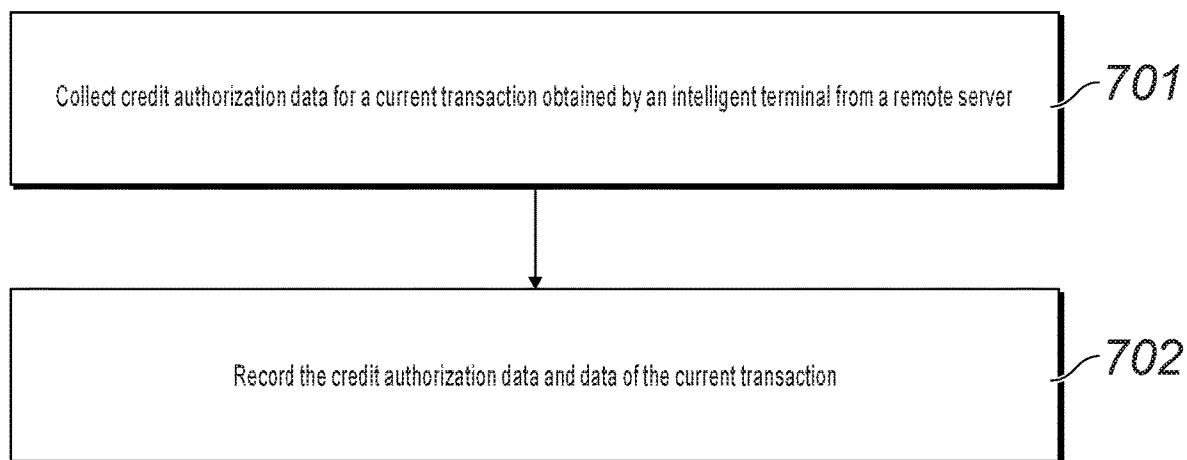 Collect credit authorization data for a current transaction obtained by an intelligent terminal from a remote server
701
Record the credit authorization data and data of the current transaction
702